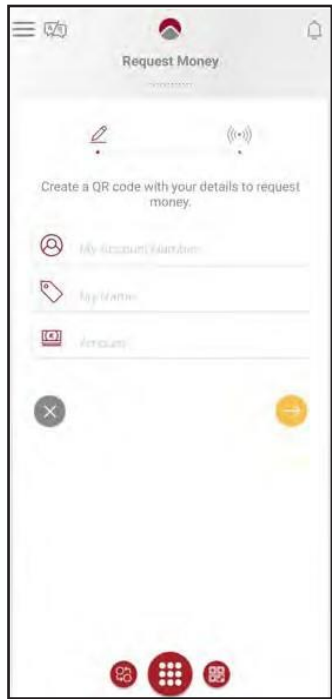 Request Money
Create a QR code with your details to request
money.
My Account Number
My Name
Amount